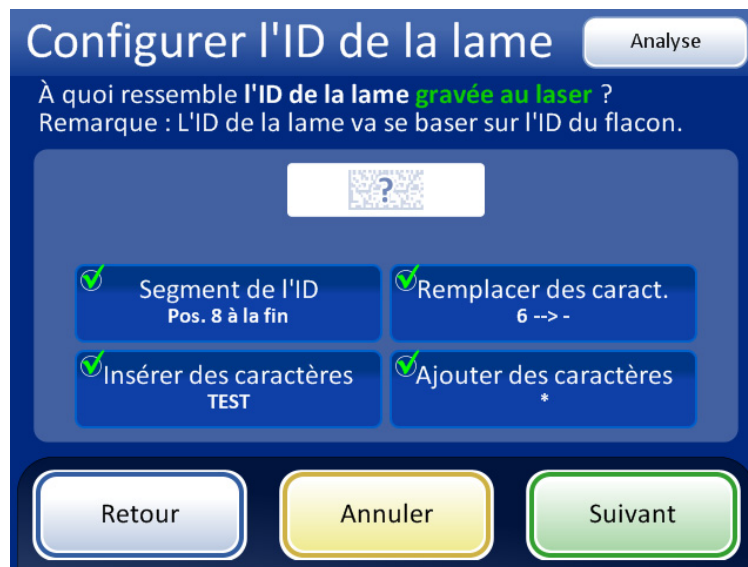 Configurer l'ID de la lame
Analyse
À quoi ressemble l'ID de la lame gravée au laser ?
Remarque : L'ID de la lame va se baser sur l'ID du flacon.
?
Segment de l'ID
Pos. 8 à la fin
Remplacer des caract.
6 --> -
Insérer des caractères
TEST
Ajouter des caractères
*
Retour
Annuler
Suivant